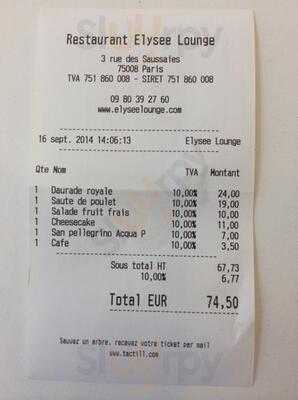 Restaurant Elysee Lounge
3 rue des Saussaies
75008 Paris
TVA 751 860 008 - SIRET 751 860 008
09 80 39 27 60
www.elyseelounge.com
16 sept. 2014 14:06:13 Elysee Lounge
Qte Nom TVA Montant
1 Daurade royale 10,00% 24,00
1 Saute de poulet 10,00% 19,00
1 Salade fruit frais 10,00% 10,00
1 Cheesecake 10,00% 11,00
1 San pellegrino Acqua P 10,00% 7,00
1 Cafe 10,00% 3,50
Sous total HT 67,73
10,00% 6,77
Total EUR 74,50
Sauvez un arbre, recevez votre ticket par mail
www.tactill.com